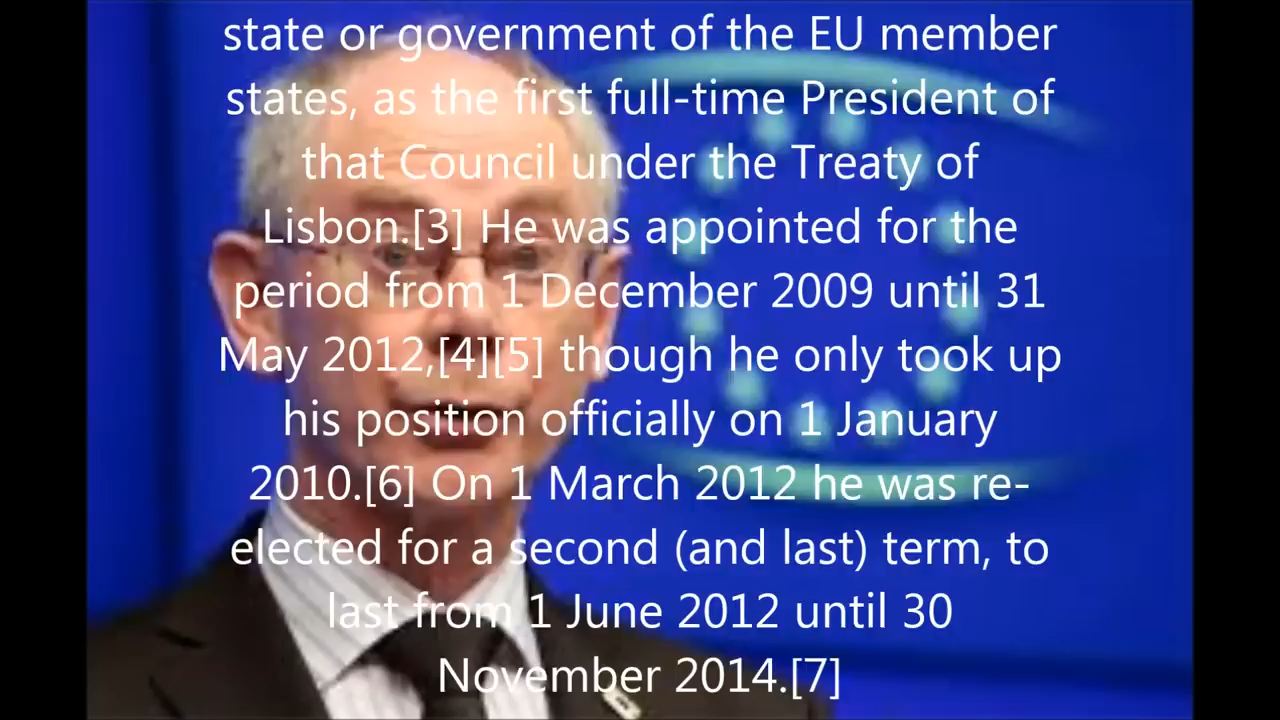 state or government of the EU member
states, as the first full-time President of
that Council under the Treaty of
Lisbon.[3] He was appointed for the
period from 1 December 2009 until 31
May 2012,[4][5] though he only took up
his position officially on 1 January
2010.[6] On 1 March 2012 he was re-
elected for a second (and last) term, to
last from 1 June 2012 until 30
November 2014.[7]